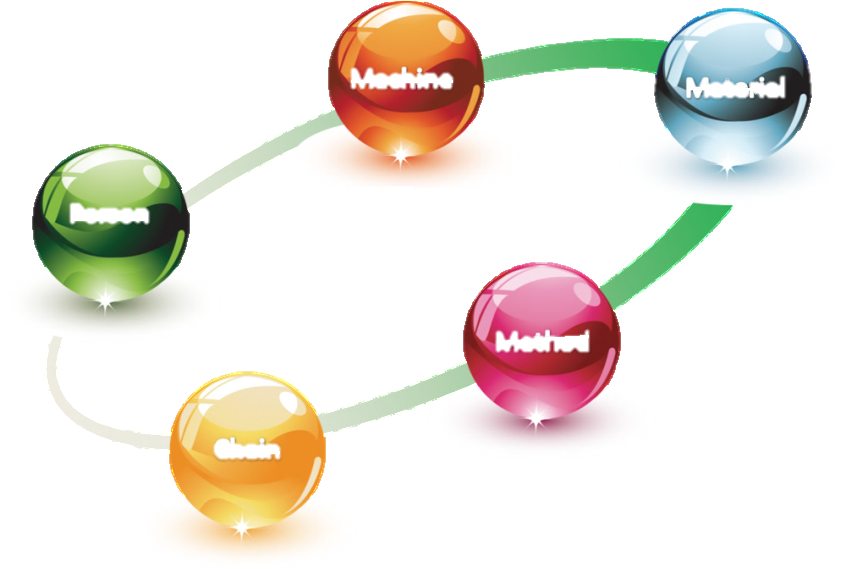 Machine
Material
Person
Method
Chain